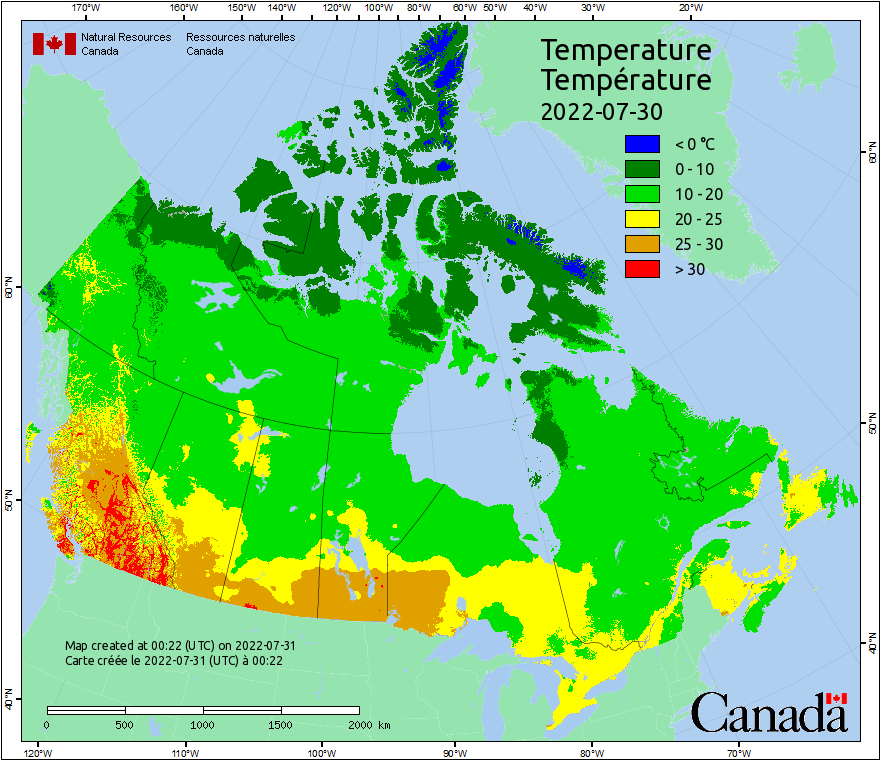 170°W 160°W 150°W 140°W 120°W 100°W 80°W 60°W 50°W 40°W 30°W 20°W
Natural Resources Ressources naturelles
Canada Canada
Temperature
Température
2022-07-30
< 0 °C
0 - 10
10 - 20
20 - 25
25 - 30
> 30
60°N
60°N
50°N
50°N
40°N
40°N
Map created at 00:22 (UTC) on 2022-07-31
Carte créée le 2022-07-31 (UTC) à 00:22
0 500 1000 1500 2000 km
Canada
120°W 110°W 100°W 90°W 80°W 70°W